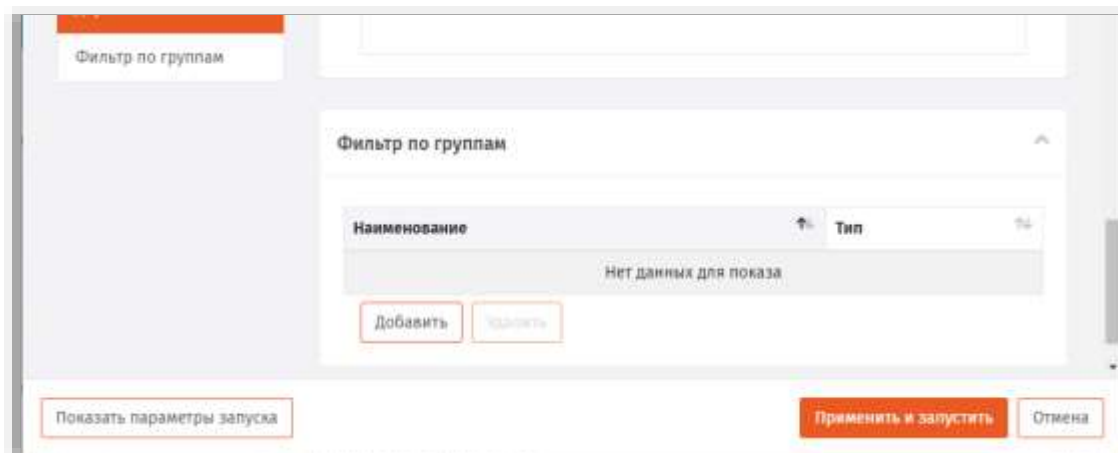 Фильтр по группам
Фильтр по группам
Наименование Тип
Нет данных для показа
Добавить Удалить
Показать параметры запуска Применить и запустить Отмена